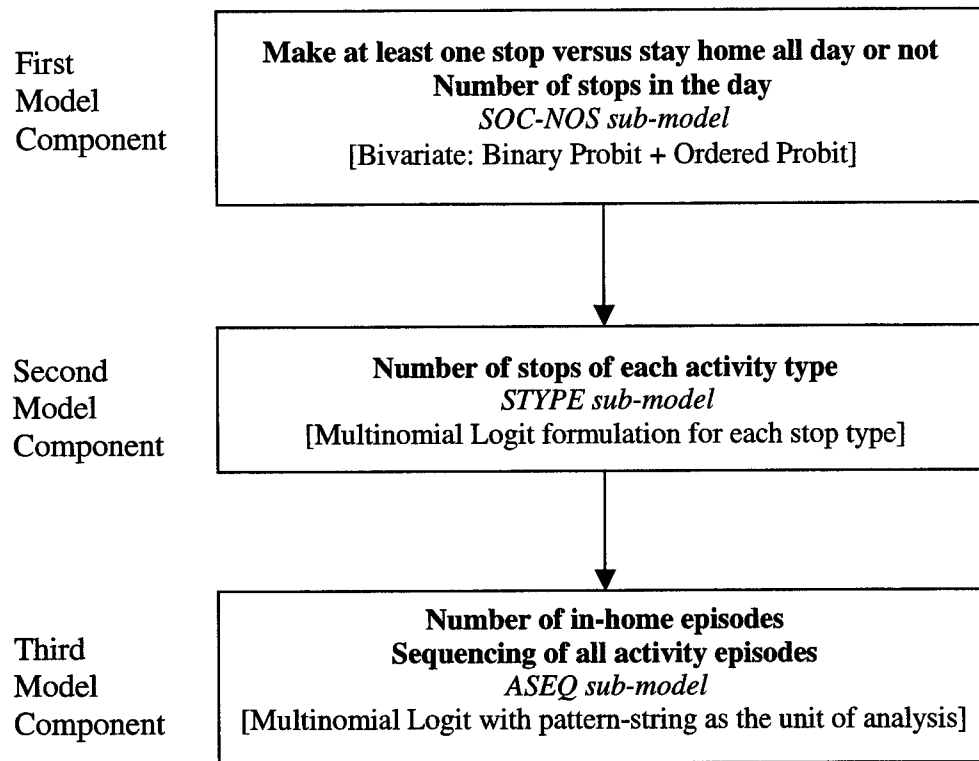 First
Model
Component
Make at least one stop versus stay home all day or not
Number of stops in the day
SOC-NOS sub-model
[Bivariate: Binary Probit + Ordered Probit]
Second
Model
Component
Number of stops of each activity type
STYPE sub-model
[Multinomial Logit formulation for each stop type]
Third
Model
Component
Number of in-home episodes
Sequencing of all activity episodes
ASEQ sub-model
[Multinomial Logit with pattern-string as the unit of analysis]